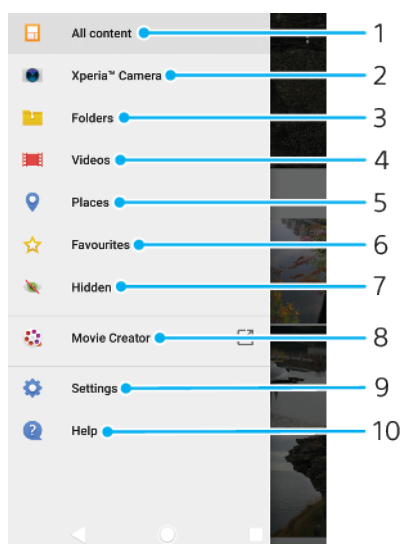 All content 1
Xperia™ Camera 2
Folders 3
Videos 4
Places 5
Favourites 6
Hidden 7
Movie Creator 8
Settings 9
Help 10